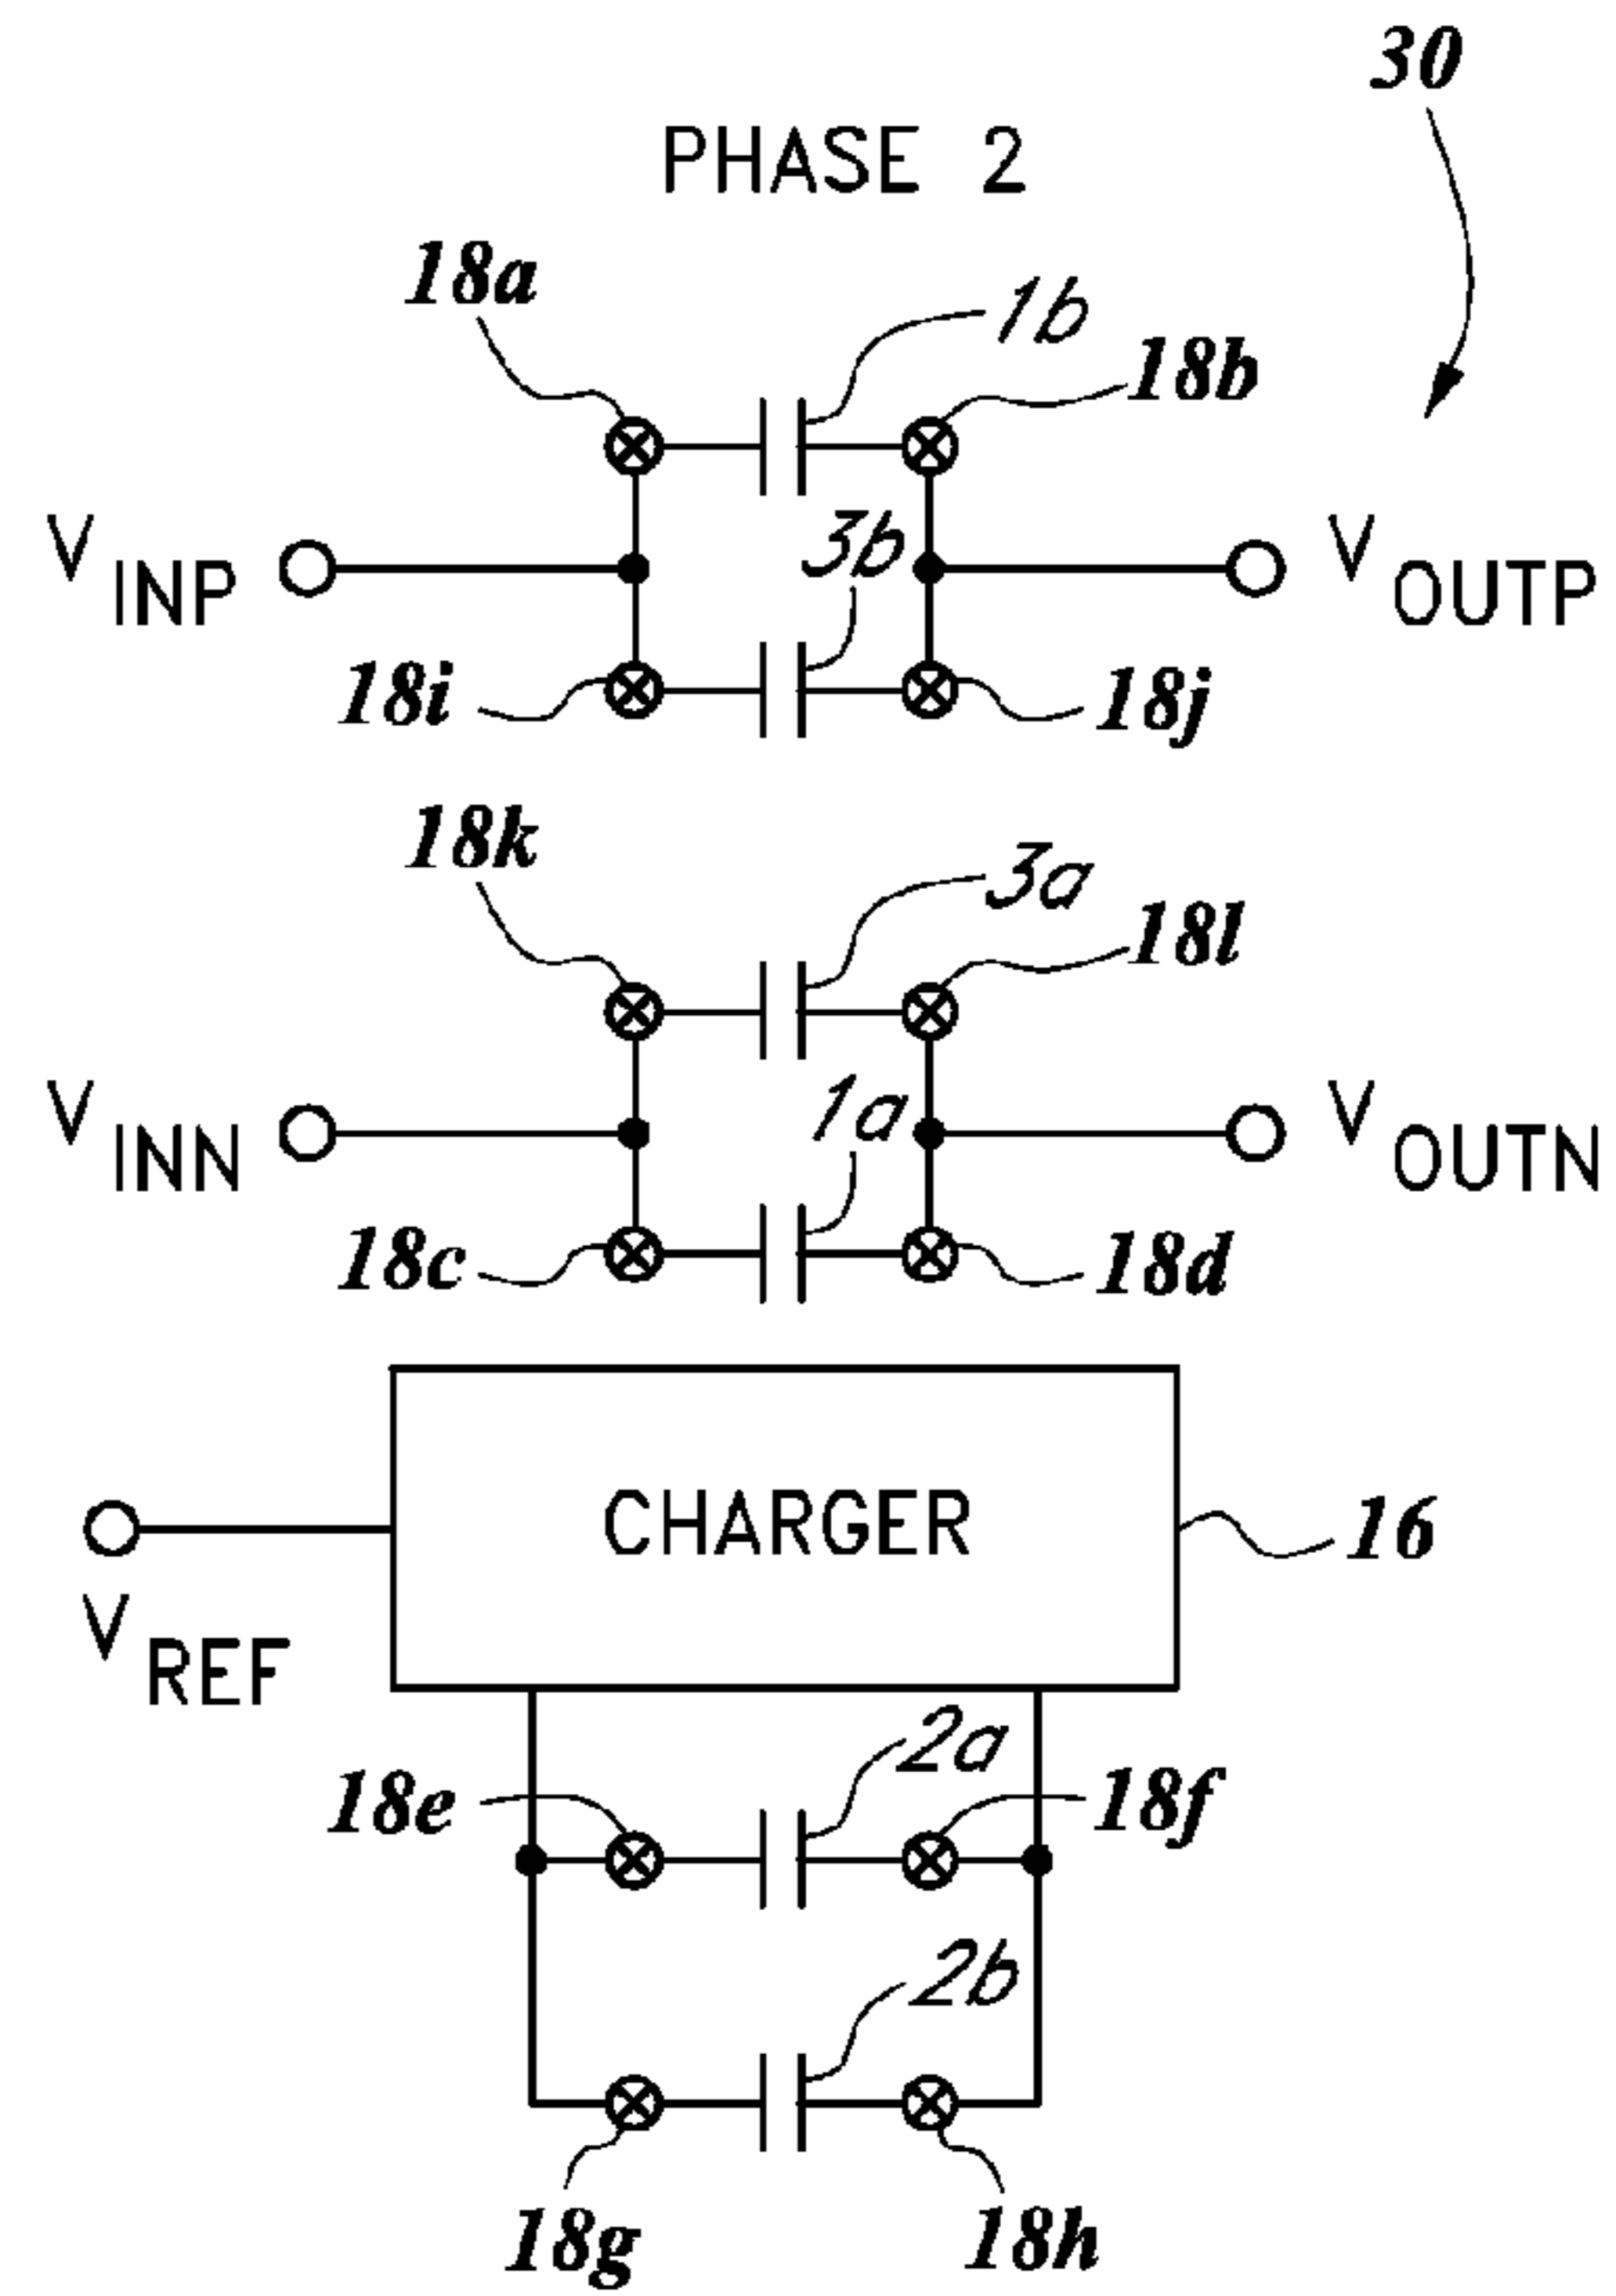 30
PHASE 2
18a
1b
18b
V INP
3b
V OUTP
18i
18j
18k
3a
18l
V INN
1a
V OUTN
18c
18d
CHARGER
16
V REF
2a
18e
18f
2b
18g
18h